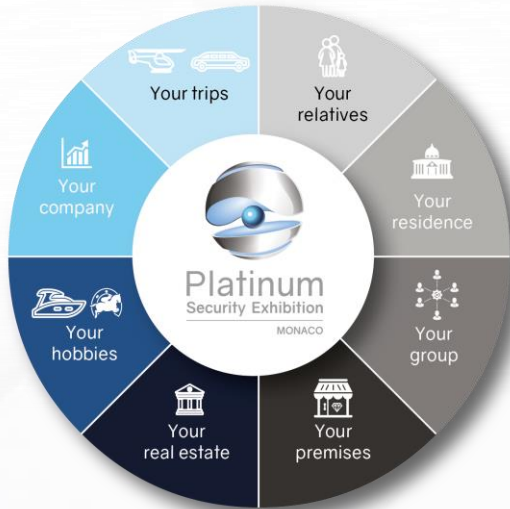 Your trips
Your
relatives
Your
residence
Your
group
Your
premises
Your
real estate
Your
hobbies
Your
company
Platinum
Security Exhibition
MONACO